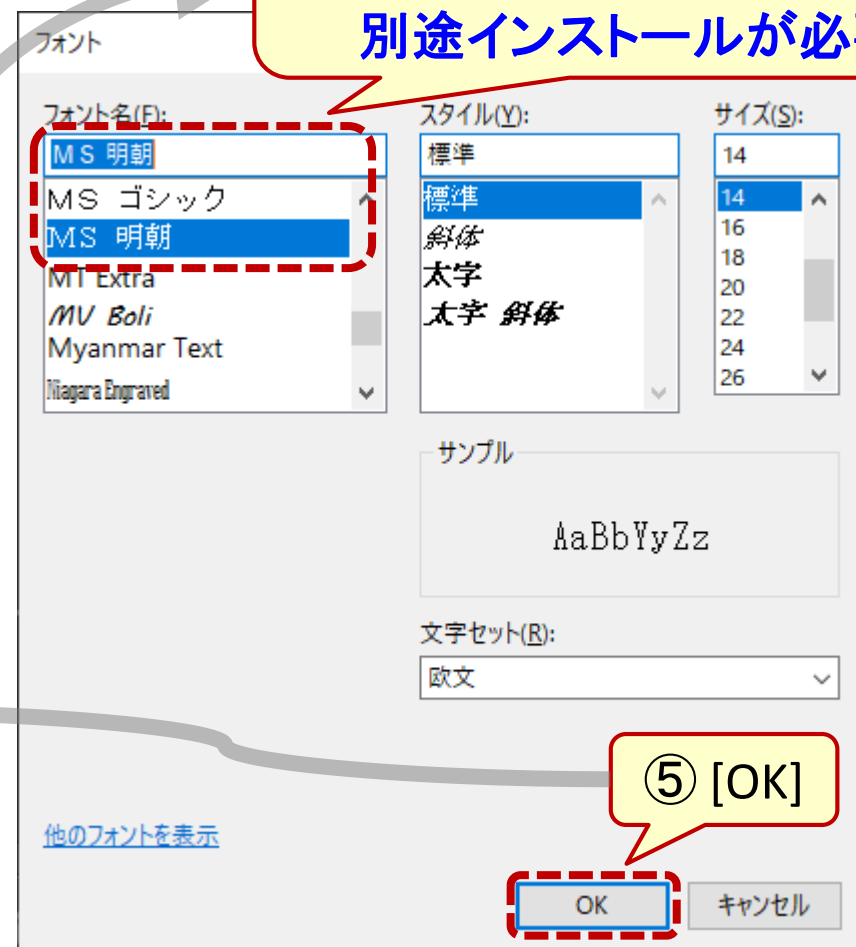 別途インストールが必
フォント
フォント名(F):
MS 明朝
MS ゴシック
MS 明朝
MT Extra
MV Boli
Myanmar Text
Niagara Engraved
スタイル(Y):
標準
標準
斜体
太字
太字 斜体
サイズ(S):
14
14
16
18
20
22
24
26
サンプル
AaBbYyZz
文字セット(R):
欧文
⑤ [OK]
他のフォントを表示
OK
キャンセル